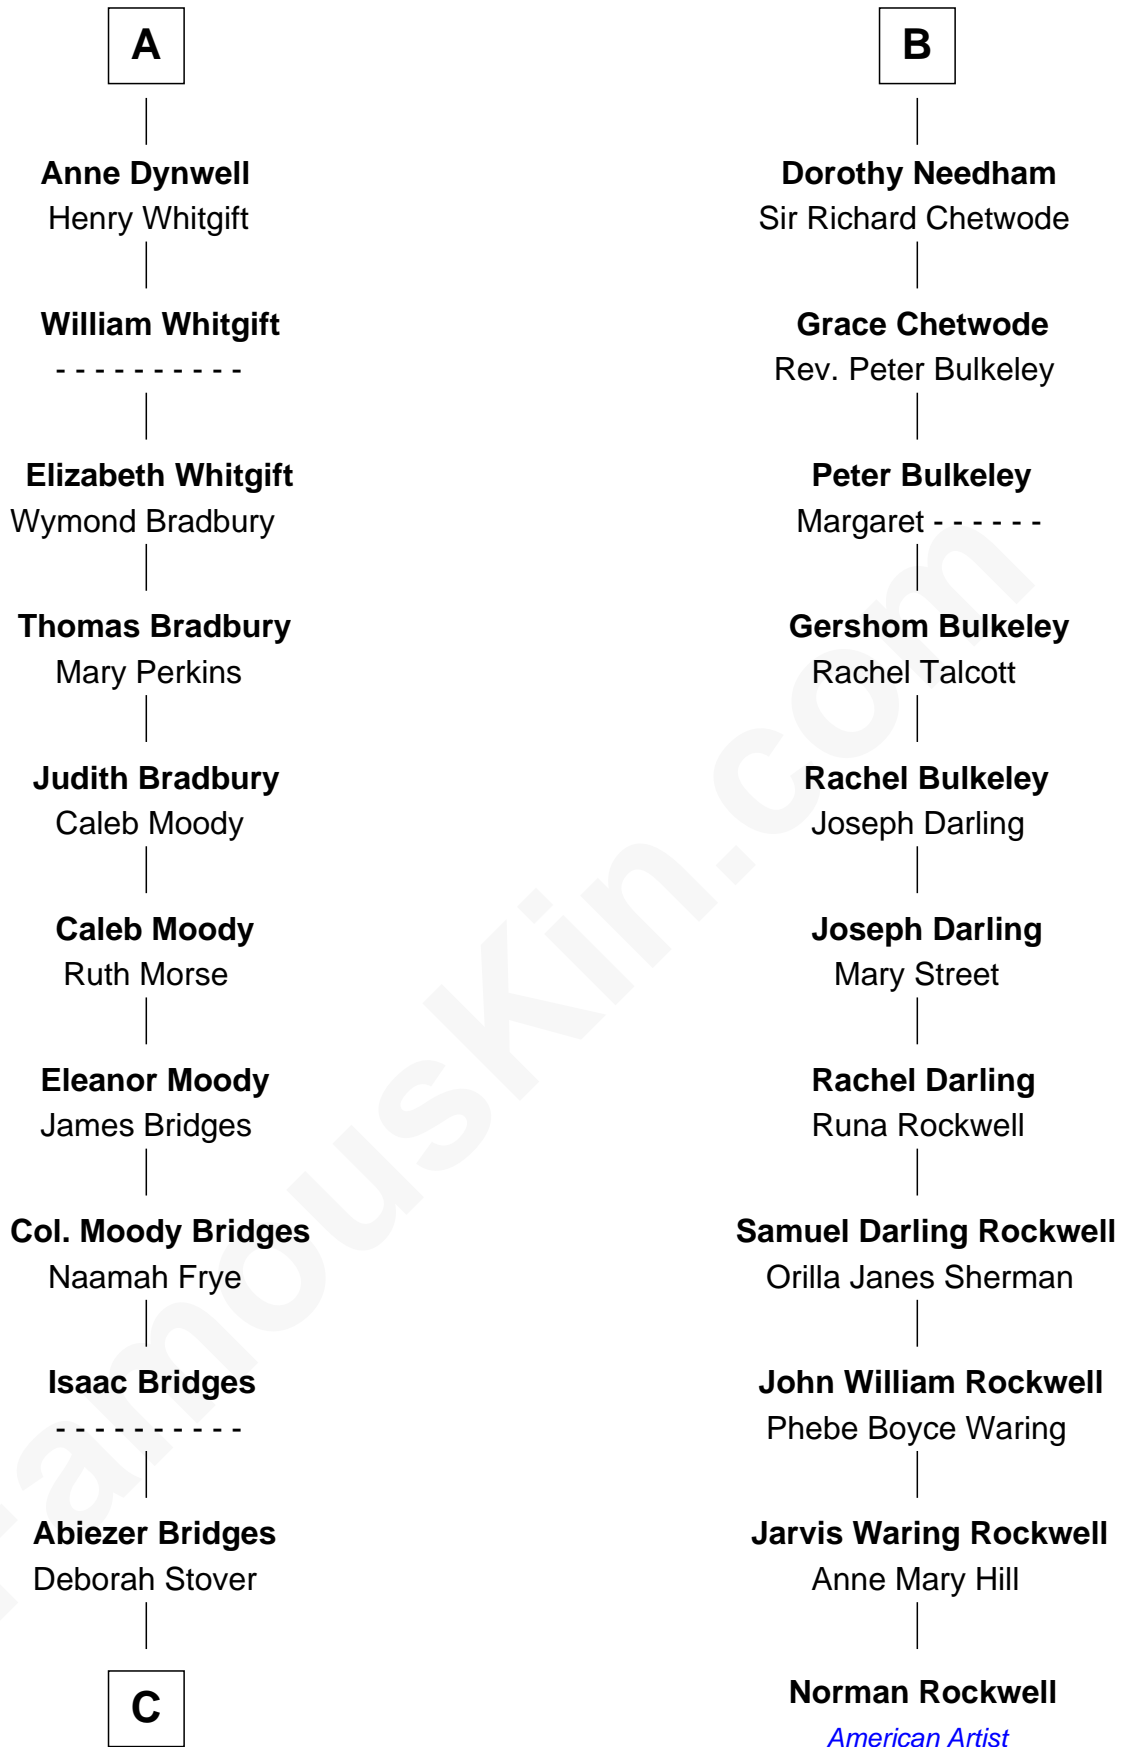 A
Anne Dynwell
Henry Whitgift
William Whitgift
- - - - - - - - - -
Elizabeth Whitgift
Wymond Bradbury
Thomas Bradbury
Mary Perkins
Judith Bradbury
Caleb Moody
Caleb Moody
Ruth Morse
Eleanor Moody
James Bridges
Col. Moody Bridges
Naamah Frye
Isaac Bridges
- - - - - - - - - -
Abiezer Bridges
Deborah Stover
C
B
Dorothy Needham
Sir Richard Chetwode
Grace Chetwode
Rev. Peter Bulkeley
Peter Bulkeley
Margaret - - - - - -
Gershom Bulkeley
Rachel Talcott
Rachel Bulkeley
Joseph Darling
Joseph Darling
Mary Street
Rachel Darling
Runa Rockwell
Samuel Darling Rockwell
Orilla Janes Sherman
John William Rockwell
Phebe Boyce Waring
Jarvis Waring Rockwell
Anne Mary Hill
Norman Rockwell
American Artist
FamousKin.com